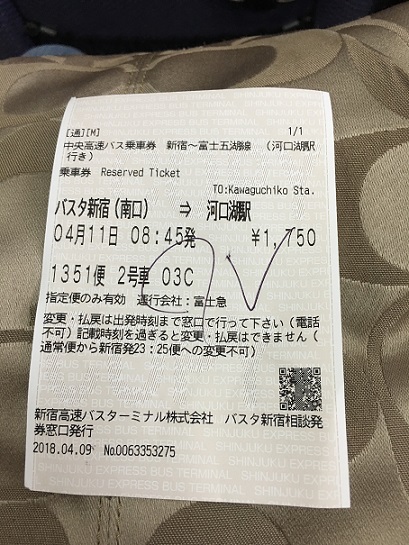 [通][M] 1/1
中央高速バス乗車券 新宿～富士五湖線 （河口湖駅
行き）
乗車券 Reserved Ticket
TO:Kawaguchiko Sta.
バスタ新宿（南口） ⇒ 河口湖駅
04月11日 08:45発 ¥1,750
1351便 2号車 03C
指定便のみ有効 運行会社：富士急
変更・払戻は出発時刻まで窓口で行って下さい（電話
不可）記載時刻を過ぎると変更・払戻はできません（
通常便から新宿発23:25便への変更不可）
新宿高速バスターミナル株式会社 バスタ新宿相談発
券窓口発行
2018.04.09 No0063353275
SHINJUKU EXPRESS BUS TERMINAL